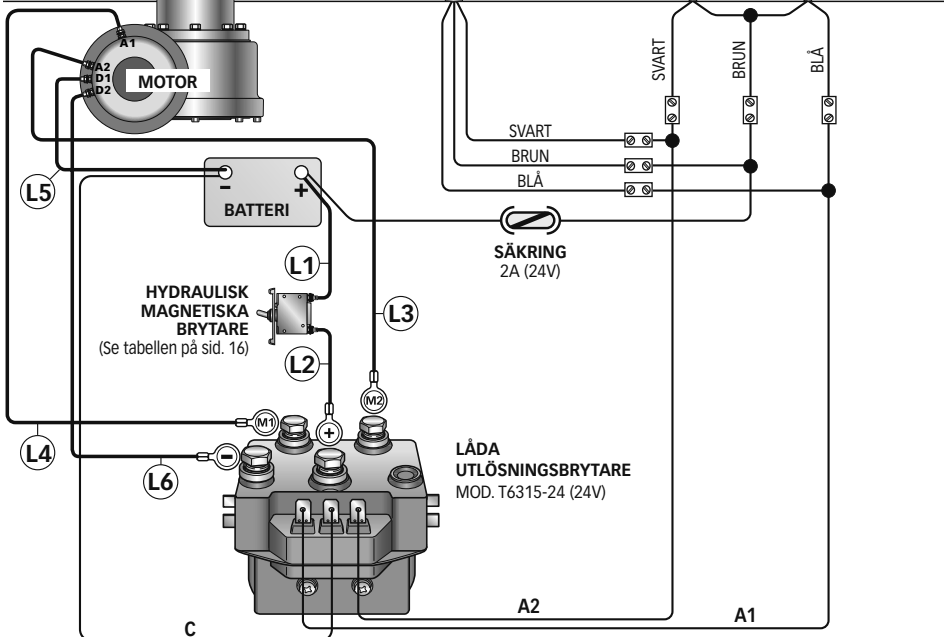 A1
A2
D1
D2
MOTOR
SVART
BRUN
BLÅ
SVART
BRUN
BLÅ
L5
-
+
BATTERI
SÄKRING
2A (24V)
L1
HYDRAULISK
MAGNETISKA
BRYTARE
(Se tabellen på sid. 16)
L3
L2
M2
M1
+
L4
-
L6
LÅDA
UTLÖSNINGSBRYTARE
MOD. T6315-24 (24V)
A2
A1
C